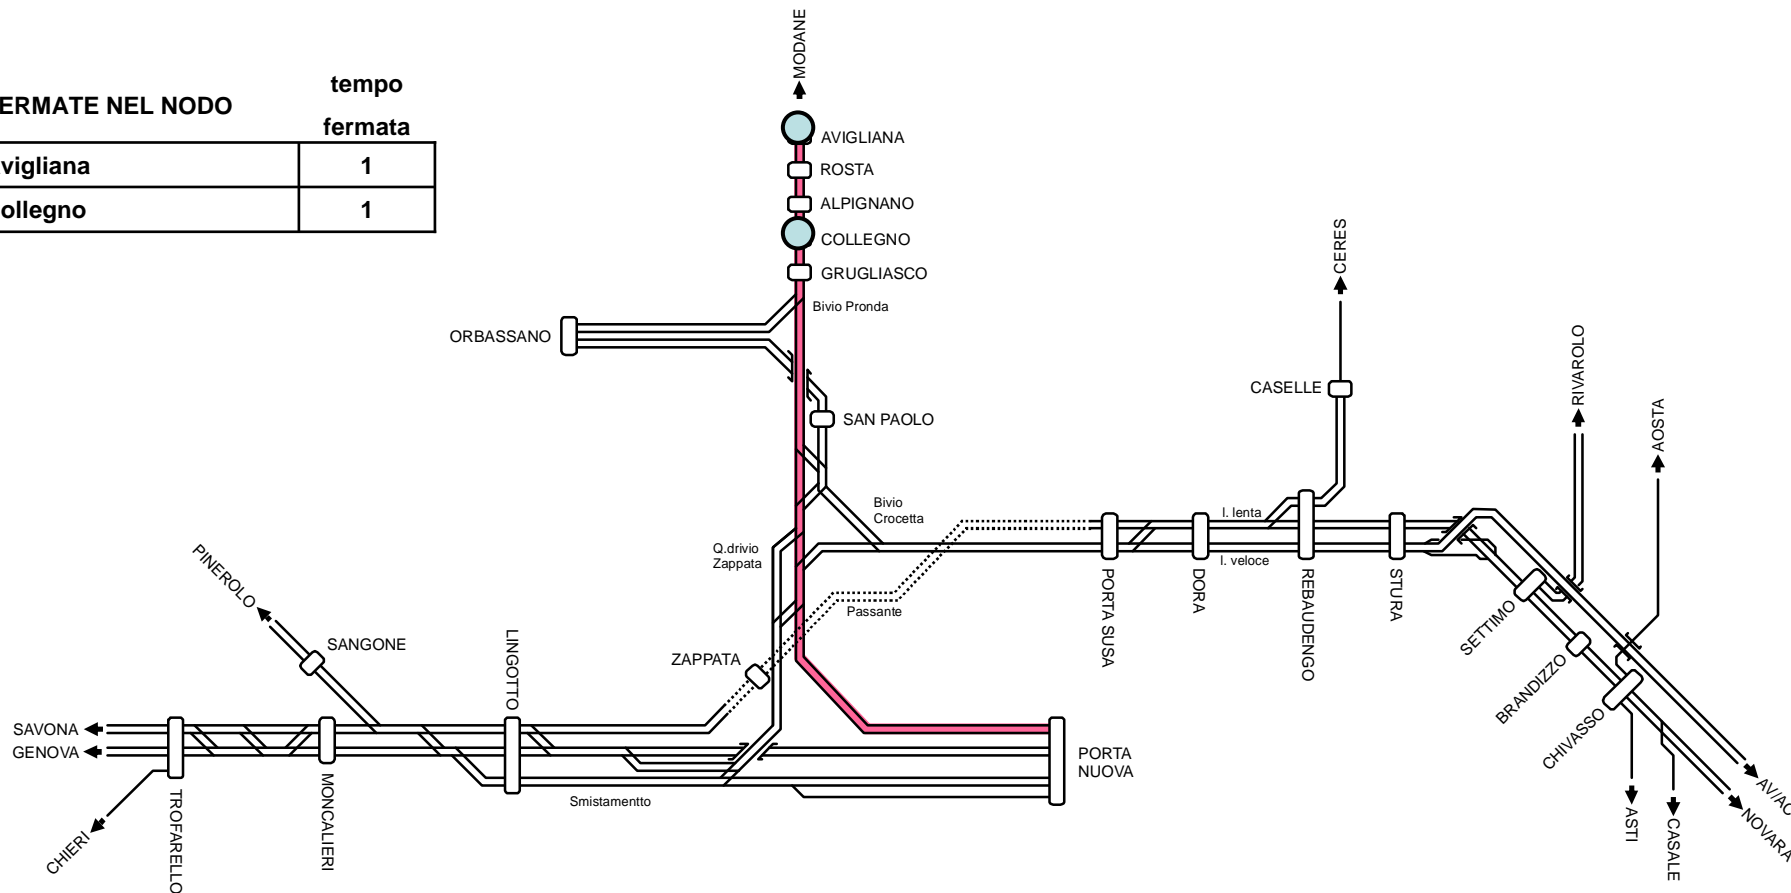 MODANE
tempo
ERMATE NEL NODO
fermata
vigliana 1
ollegno 1
AVIGLIANA
ROSTA
ALPIGNANO
COLLEGNO
GRUGLIASCO
Bivio Pronda
ORBASSANO
SAN PAOLO
CERES
CASELLE
RIVAROLO
AOSTA
Bivio
Crocetta
l. lenta
l. veloce
Q.drivio
Zappata
Passante
PINEROLO
SANGONE
LINGOTTO
ZAPPATA
PORTA SUSA
DORA
REBAUDENGO
STURA
SETTIMO
BRANDIZZO
CHIVASSO
SAVONA
GENOVA
MONCALIERI
TROFARELLO
CHIERI
Smistamentto
PORTA
NUOVA
ASTI
CASALE
AV/AC
NOVARA